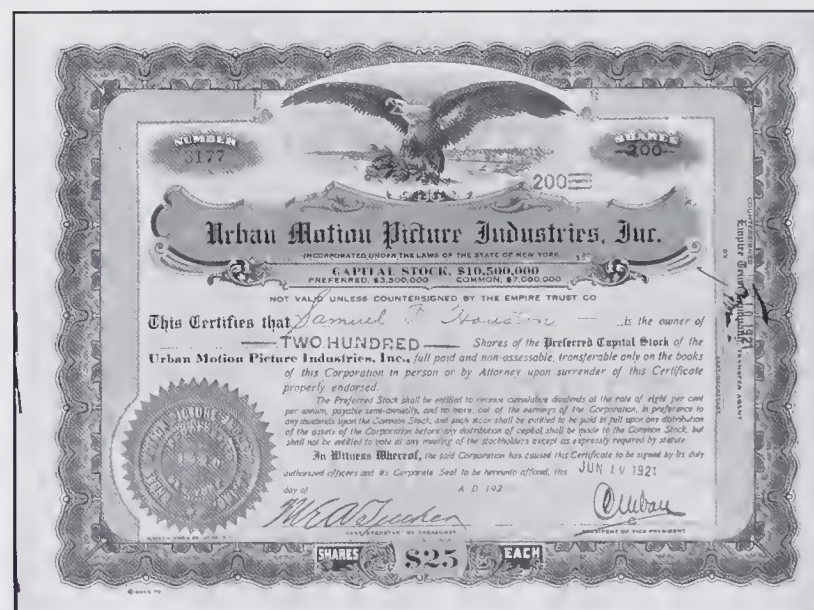 NUMBER
3177
SHARES
200
200
Urban Motion Picture Industries, Inc.
INCORPORATED UNDER THE LAWS OF THE STATE OF NEW YORK
CAPITAL STOCK, $10,500,000
PREFERRED, $3,500,000 COMMON, $7,000,000
NOT VALID UNLESS COUNTERSIGNED BY THE EMPIRE TRUST CO
This Certifies that Samuel F Houston is the owner of
TWO HUNDRED Shares of the Preferred Capital Stock of the
Urban Motion Picture Industries, Inc., full paid and non-assessable, transferable only on the books
of this Corporation in person or by Attorney upon surrender of this Certificate
properly endorsed.
The Preferred Stock shall be entitled to receive cumulative dividends at the rate of eight per cent
per annum, payable semi-annually, and no more, out of the earnings of the Corporation, in preference to
any dividends upon the Common Stock, and such stock shall be entitled to be paid in full upon any distribution
of the assets of the Corporation before any distribution of capital shall be made to the Common Stock, but
shall not be entitled to vote at any meeting of the stockholders except as expressly required by statute.
In Witness Whereof, the said Corporation has caused this Certificate to be signed by its duly
authorized officers and its Corporate Seal to be hereunto affixed, this JUN 10 1921
day of A D 192
C Urban
ASST SECRETARY OR TREASURER
PRESIDENT OR VICE PRESIDENT
SHARES $25 EACH
COUNTERSIGNED
Empire Trust Company,
TRANSFER AGENT
BY
1921